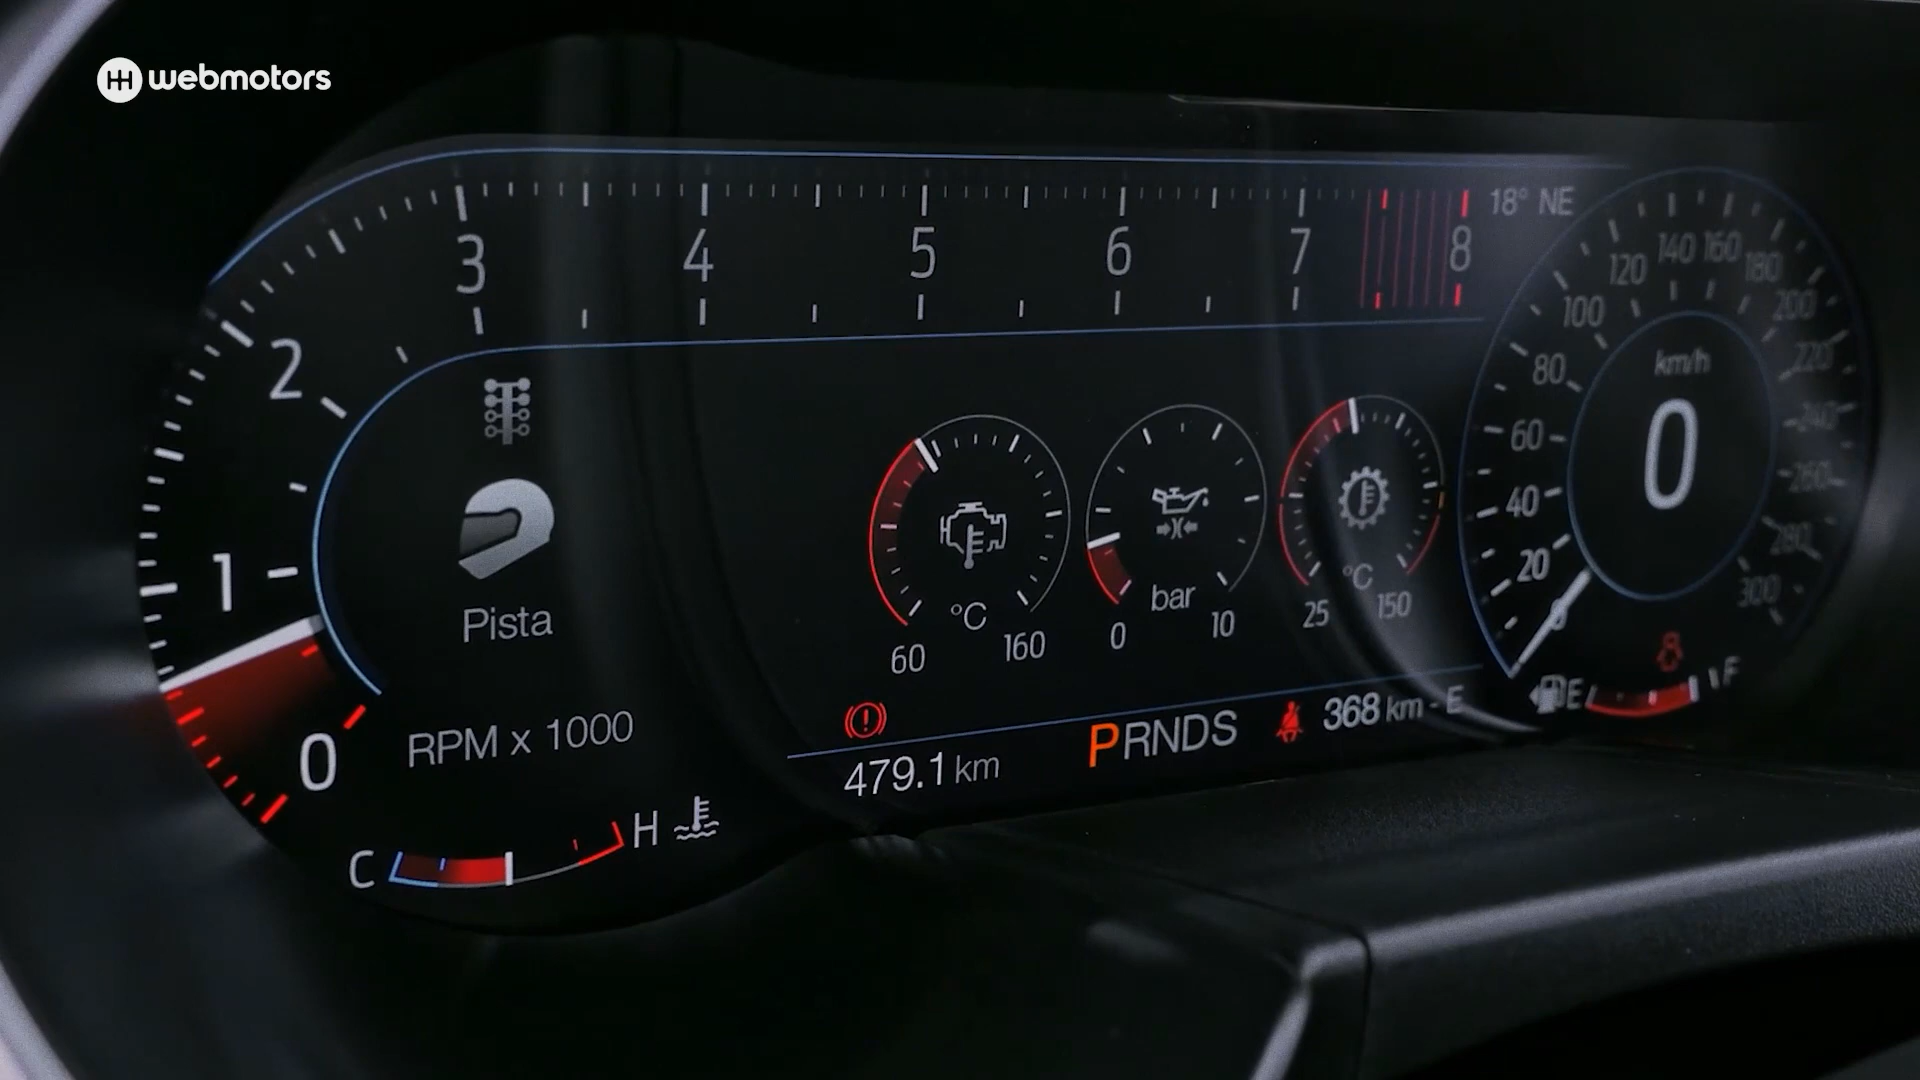 webmotors
3 4 5 6 7 8 18° NE
2
1
0
Pista
RPM x 1000
C H
°C
60 160
bar
0 10
°C
25 150
km/h
0
0 20 40 60 80 100 120 140 160 180 200 220 240 260 280 300
479.1 km
PRNDS
368 km - E
E F